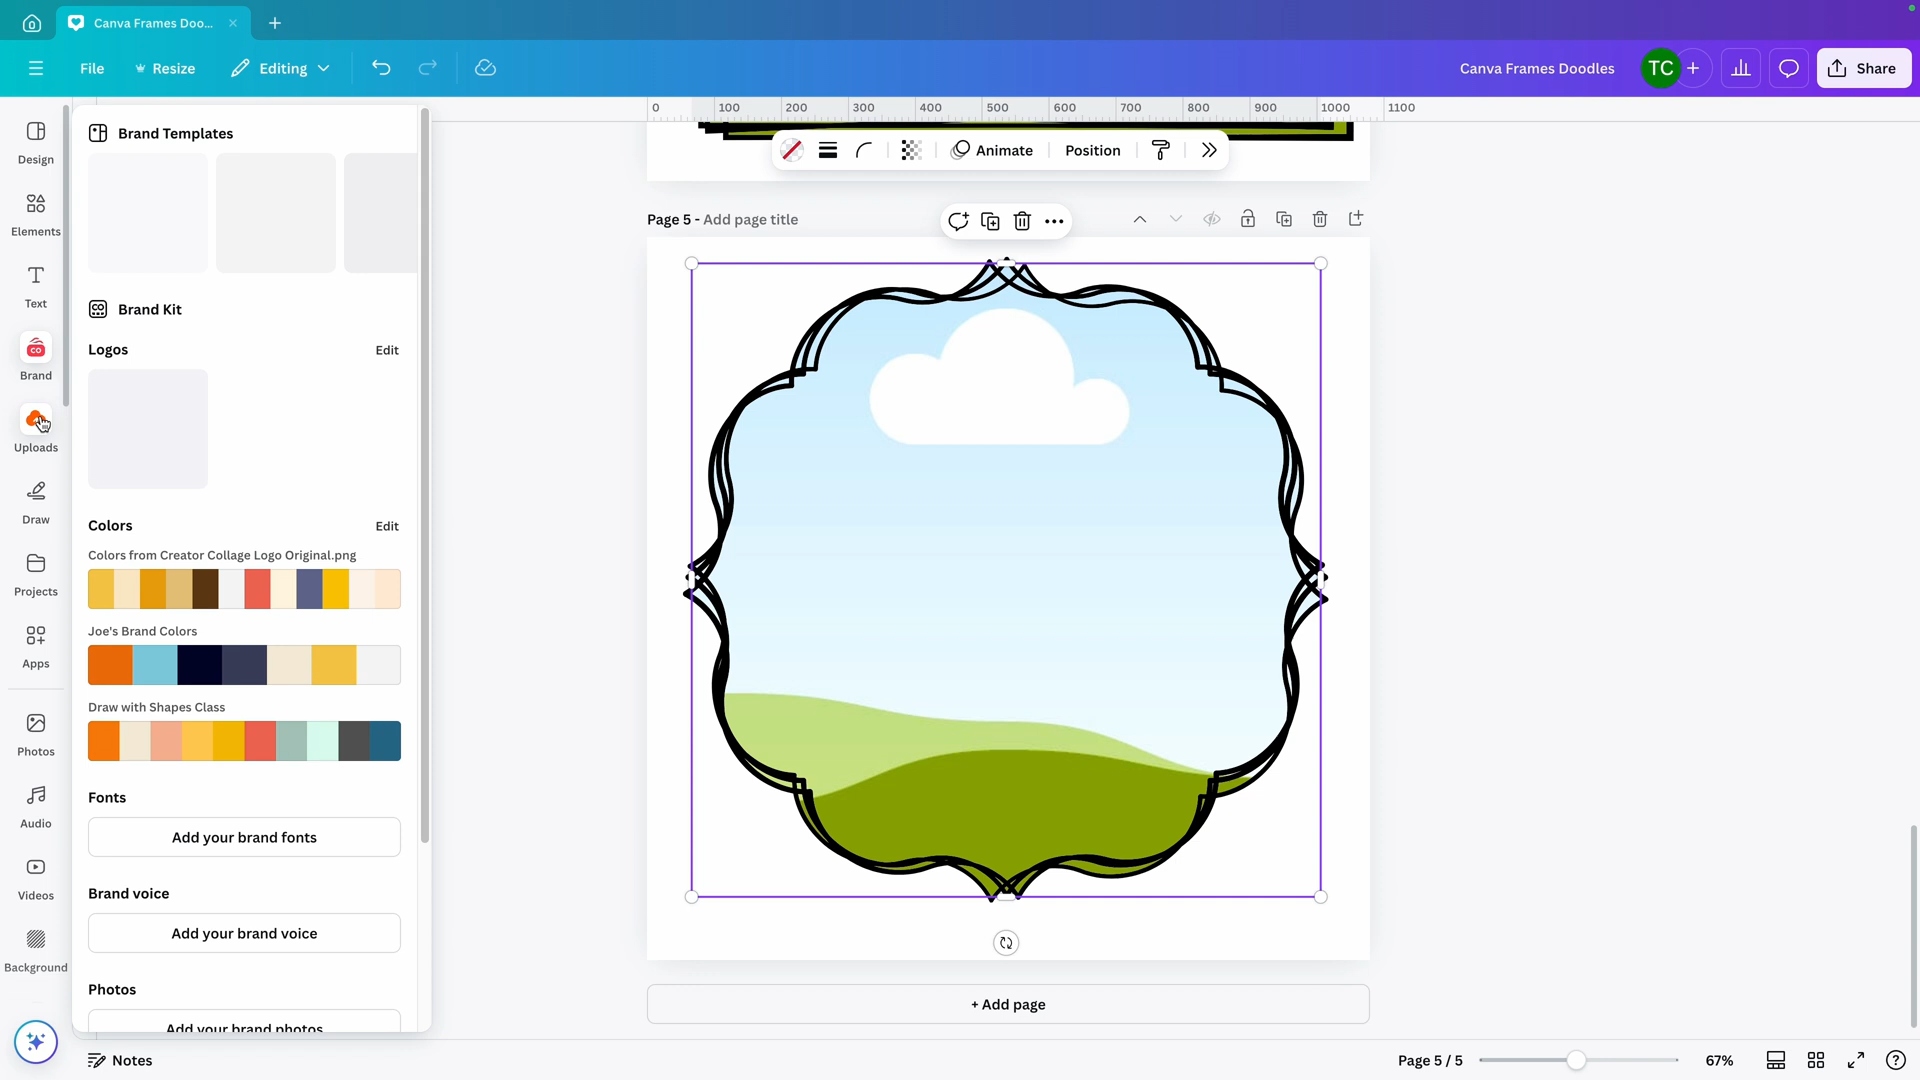 Canva Frames Doo...
File
Resize
Editing
Canva Frames Doodles
TC
Share
Design
Elements
Text
Brand
Uploads
Draw
Projects
Apps
Photos
Audio
Videos
Background
Brand Templates
Brand Kit
Logos
Edit
Colors
Edit
Colors from Creator Collage Logo Original.png
Joe's Brand Colors
Draw with Shapes Class
Fonts
Add your brand fonts
Brand voice
Add your brand voice
Photos
Add your brand photos
0 100 200 300 400 500 600 700 800 900 1000 1100
Animate
Position
Page 5 - Add page title
+ Add page
Notes
Page 5 / 5
67%